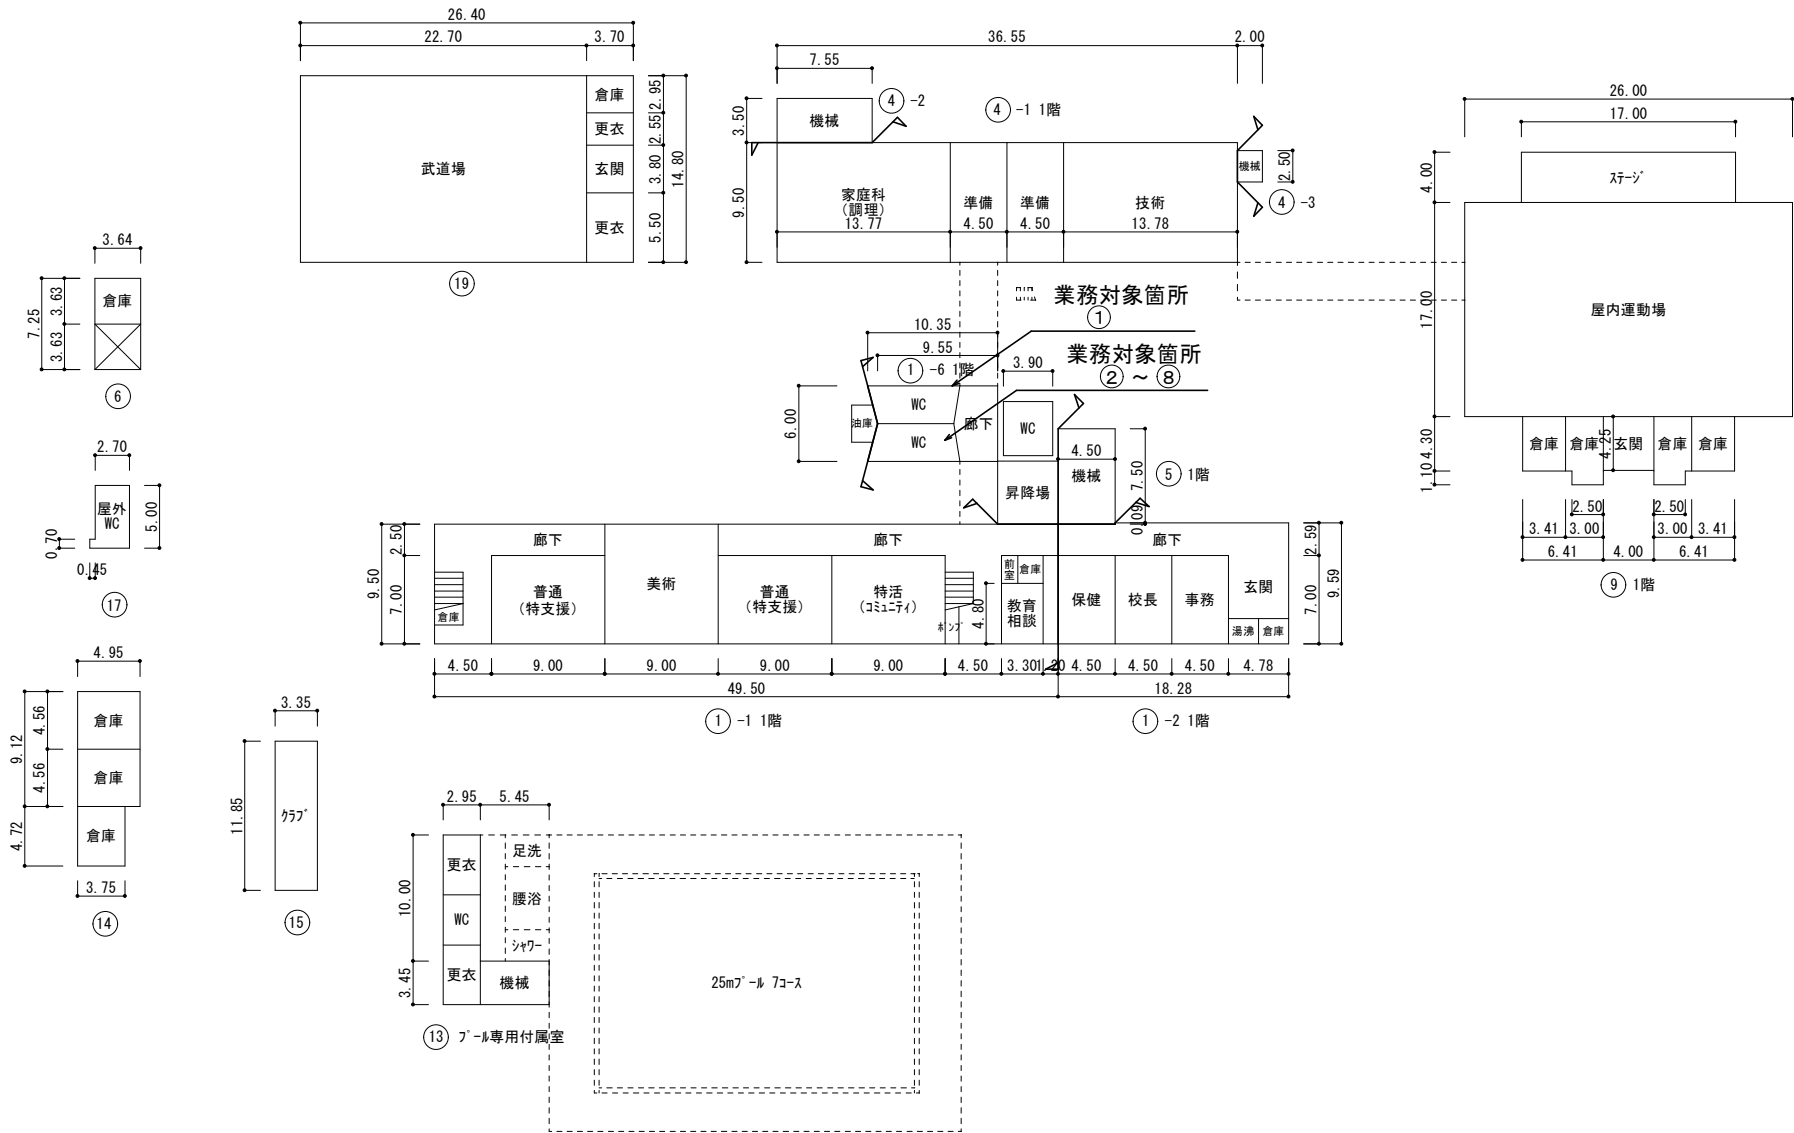 26.40
22.70
3.70
武道場
倉庫
更衣
玄関
更衣
2.95
2.55
3.80
5.50
14.80
19
36.55
2.00
7.55
機械
4 -2
4 -1 1階
3.50
9.50
家庭科
(調理)
13.77
準備
4.50
準備
4.50
技術
13.78
機械
2.50
4 -3
26.00
17.00
ステージ
4.00
17.00
屋内運動場
4.30
1.10
倉庫
倉庫
4.25
玄関
倉庫
倉庫
2.50
2.50
3.41
3.00
3.00
3.41
6.41
4.00
6.41
9 1階
3.64
倉庫
3.63
3.63
7.25
6
2.70
屋外
WC
5.00
0.70
0.45
17
業務対象箇所
①
業務対象箇所
②～⑧
10.35
9.55
1 -6 1階
3.90
6.00
油庫
WC
WC
廊下
WC
4.50
機械
7.50
0.09
5 1階
昇降場
9.50
2.50
7.00
廊下
廊下
廊下
倉庫
普通
(特支援)
美術
普通
(特支援)
特活
(コミュニティ)
ポンプ
4.80
前室
倉庫
教育
相談
保健
校長
事務
玄関
湯沸
倉庫
2.59
7.00
9.59
4.50
9.00
9.00
9.00
9.00
4.50
3.30
1.20
4.50
4.50
4.50
4.78
49.50
18.28
1 -1 1階
1 -2 1階
4.95
倉庫
倉庫
倉庫
4.56
4.56
9.12
4.72
3.75
14
3.35
11.85
クラブ
15
2.95
5.45
10.00
3.45
更衣
WC
更衣
足洗
腰浴
シャワー
機械
25mプール 7コース
13 プール専用付属室